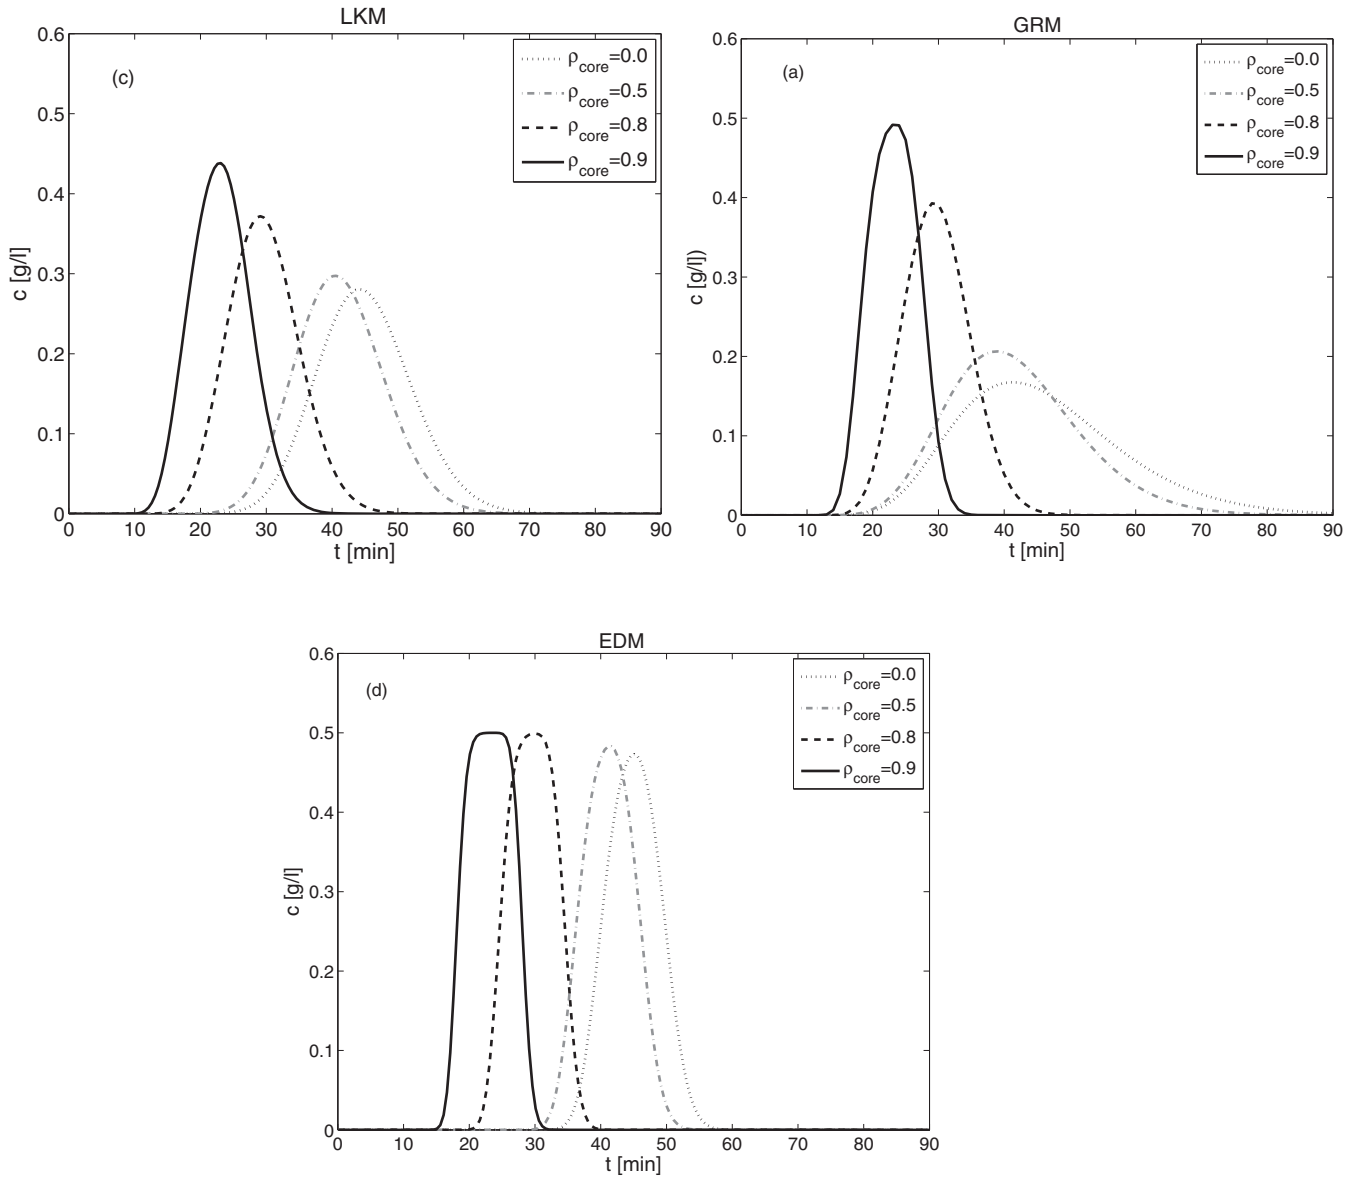 LKM
(c)
ρcore=0.0
ρcore=0.5
ρcore=0.8
ρcore=0.9
c [g/l]
0.6
0.5
0.4
0.3
0.2
0.1
0
0 10 20 30 40 50 60 70 80 90
t [min]
GRM
(a)
ρcore=0.0
ρcore=0.5
ρcore=0.8
ρcore=0.9
c [g/l])
0.6
0.5
0.4
0.3
0.2
0.1
0
0 10 20 30 40 50 60 70 80 90
t [min]
EDM
(d)
ρcore=0.0
ρcore=0.5
ρcore=0.8
ρcore=0.9
c [g/l]
0.6
0.5
0.4
0.3
0.2
0.1
0
0 10 20 30 40 50 60 70 80 90
t [min]